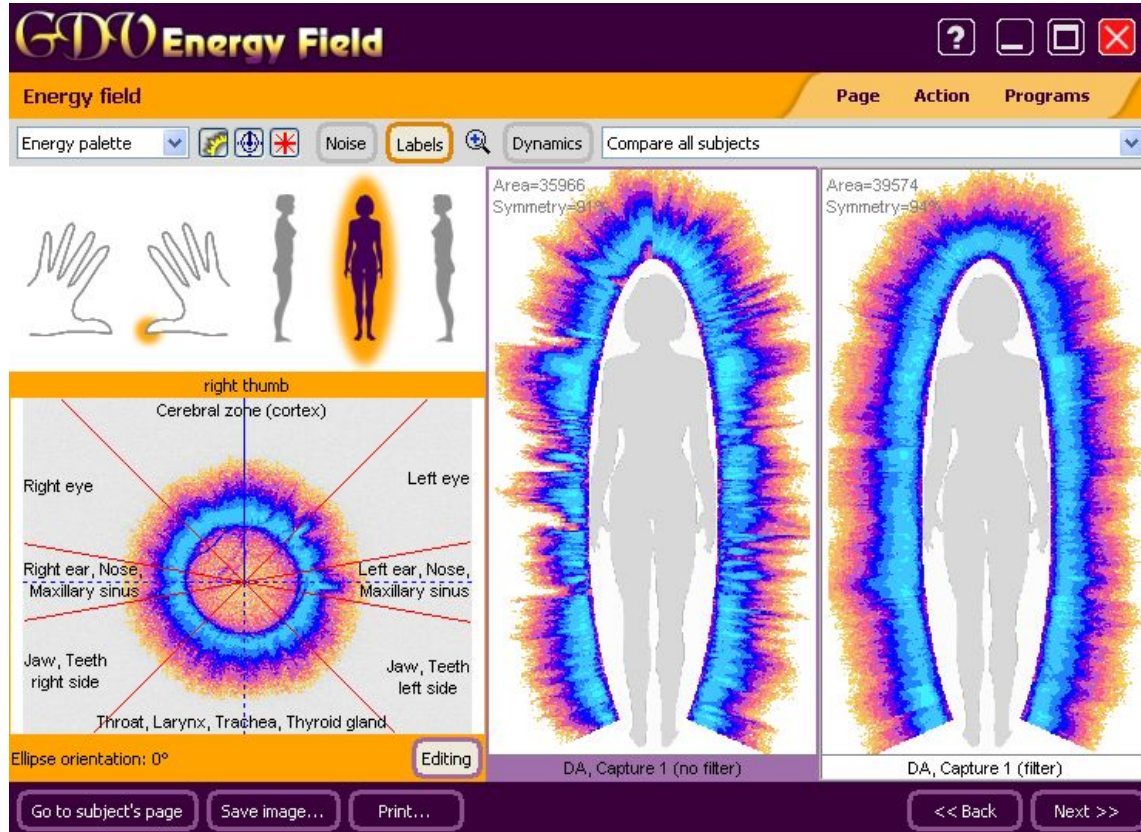 GDV Energy Field
?
Energy field
Page Action Programs
Energy palette
Noise
Labels
Dynamics
Compare all subjects
right thumb
Cerebral zone (cortex)
Right eye
Left eye
Right ear, Nose,
Maxillary sinus
Left ear, Nose,
Maxillary sinus
Jaw, Teeth
right side
Jaw, Teeth
left side
Throat, Larynx, Trachea, Thyroid gland
Ellipse orientation: 0°
Editing
Area=35966
Symmetry=91%
DA, Capture 1 (no filter)
Area=39574
Symmetry=94%
DA, Capture 1 (filter)
Go to subject's page
Save image...
Print...
<< Back
Next >>